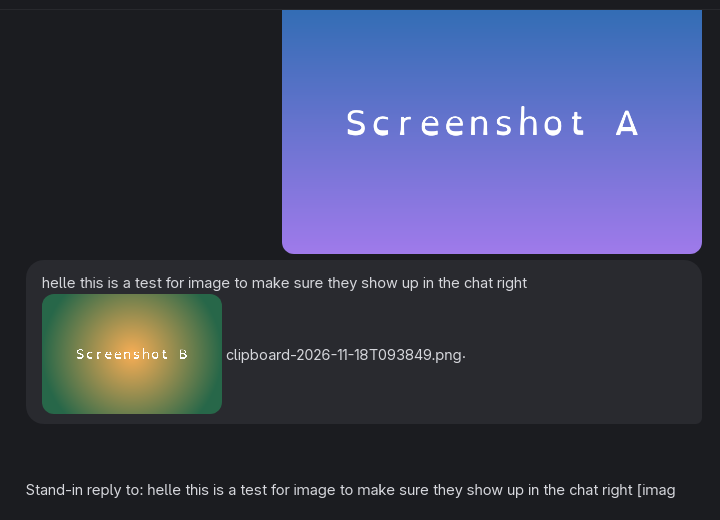 Screenshot A
helle this is a test for image to make sure they show up in the chat right
Screenshot B
clipboard-2026-11-18T093849.png·
Stand-in reply to: helle this is a test for image to make sure they show up in the chat right [imag